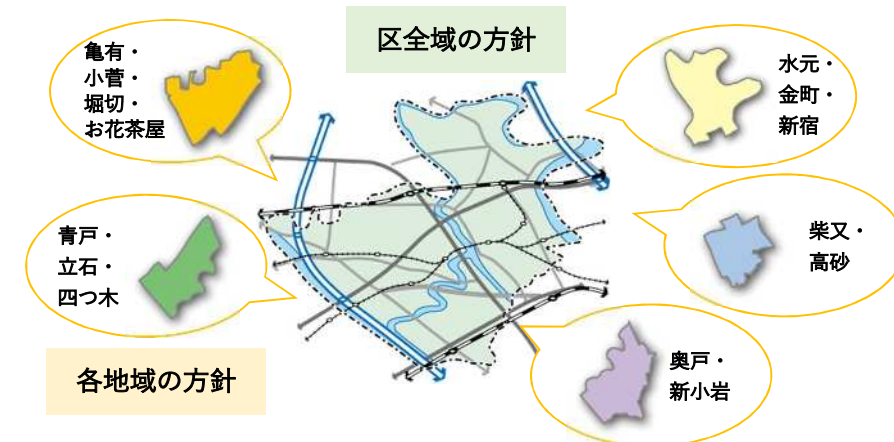 区全域の方針
亀有・
小菅・
堀切・
お花茶屋
水元・
金町・
新宿
青戸・
立石・
四つ木
柴又・
高砂
奥戸・
新小岩
各地域の方針